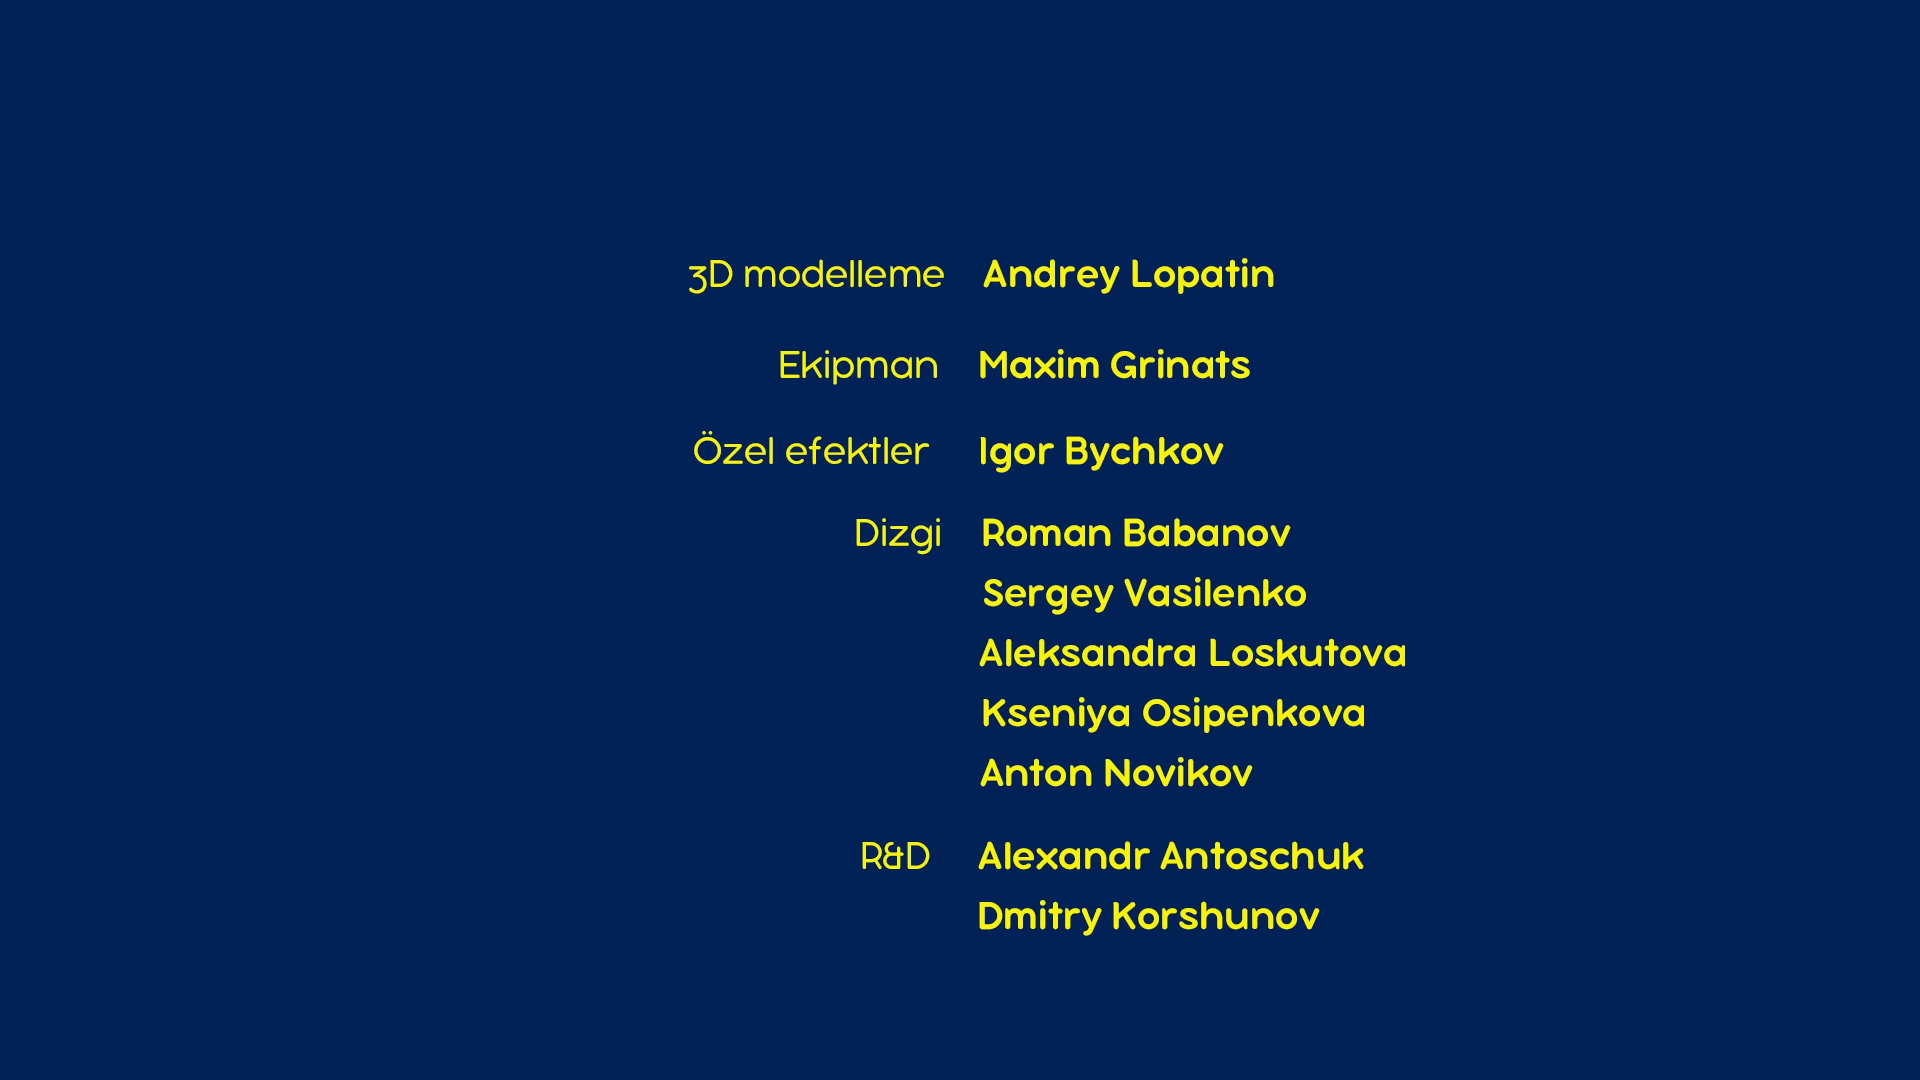 3D modelleme Andrey Lopatin
Ekipman Maxim Grinats
Özel efektler Igor Bychkov
Dizgi Roman Babanov
Sergey Vasilenko
Aleksandra Loskutova
Kseniya Osipenkova
Anton Novikov
R&D Alexandr Antoschuk
Dmitry Korshunov